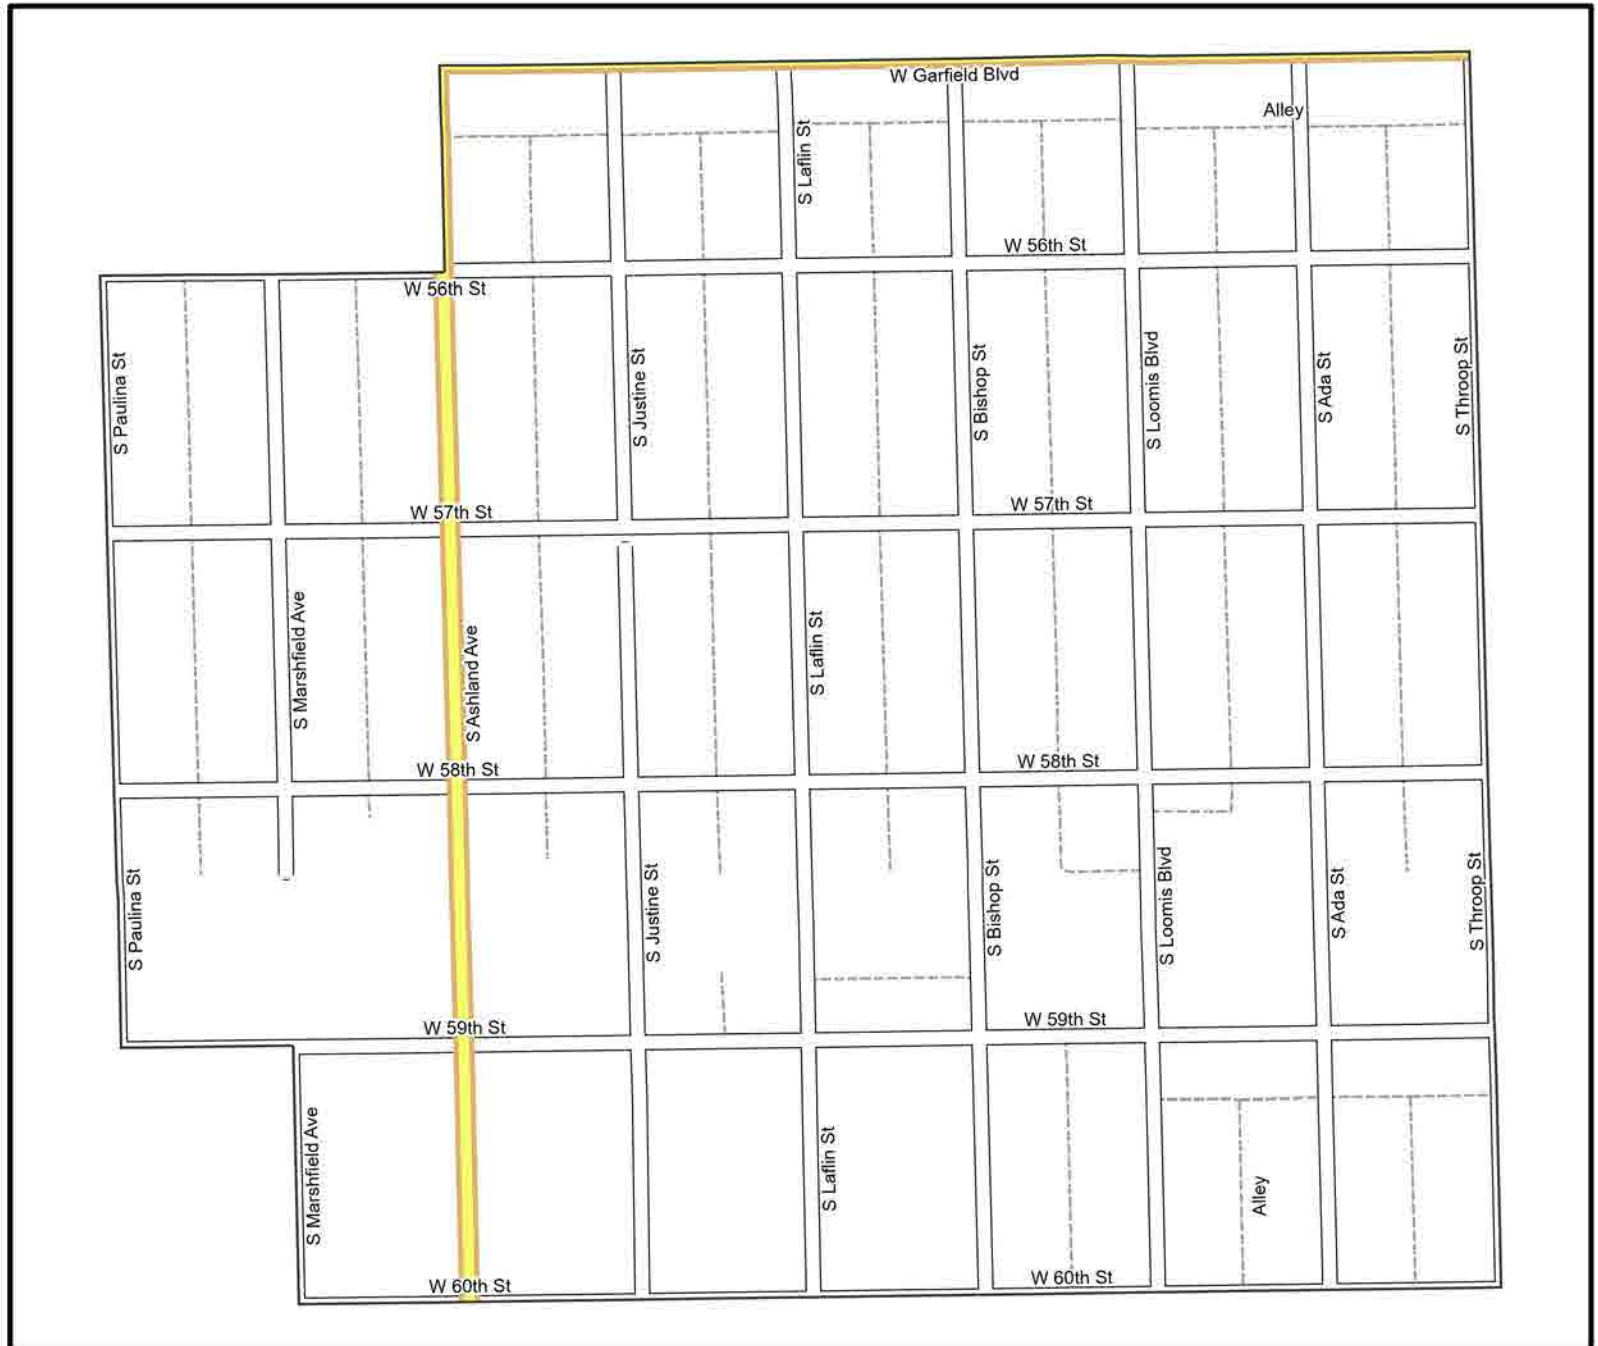 W Garfield Blvd
Alley
S Laflin St
W 56th St
W 56th St
S Paulina St
S Justine St
S Bishop St
S Loomis Blvd
S Ada St
S Throop St
W 57th St
W 57th St
S Marshfield Ave
S Ashland Ave
S Laflin St
W 58th St
W 58th St
S Paulina St
S Justine St
S Bishop St
S Loomis Blvd
S Ada St
S Throop St
W 59th St
W 59th St
S Marshfield Ave
S Laflin St
Alley
W 60th St
W 60th St